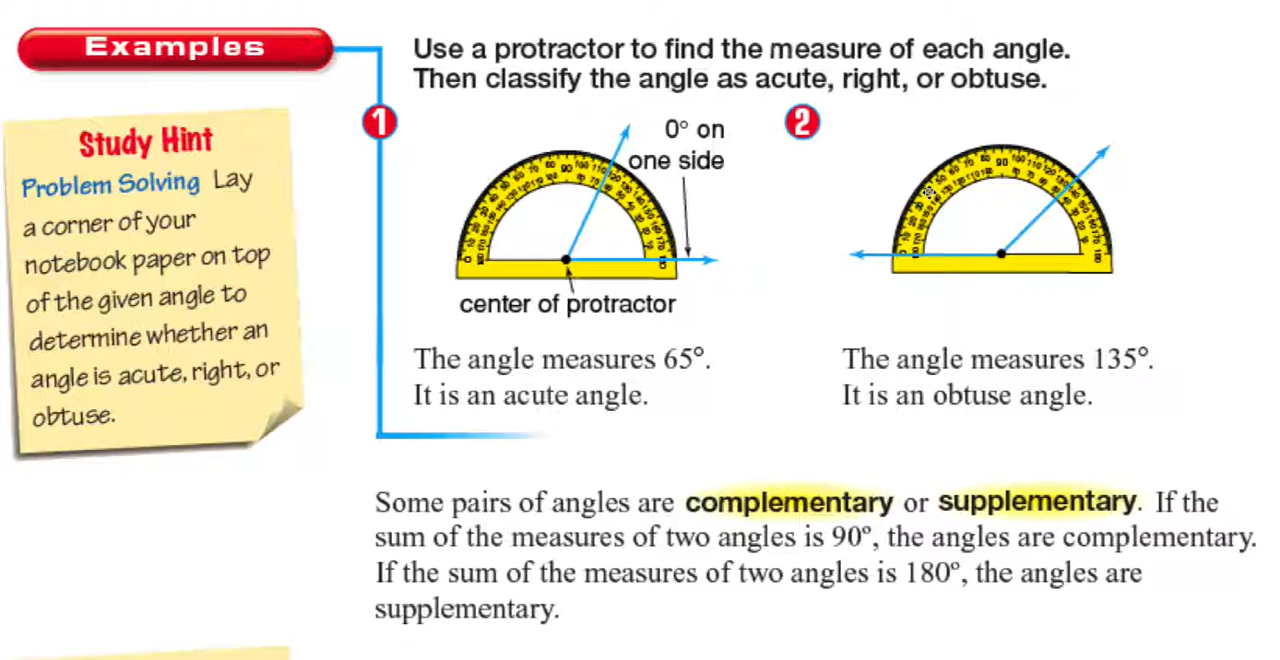 Examples
Use a protractor to find the measure of each angle.
Then classify the angle as acute, right, or obtuse.
Study Hint
Problem Solving Lay
a corner of your
notebook paper on top
of the given angle to
determine whether an
angle is acute, right, or
obtuse.
1
0° on
one side
center of protractor
The angle measures 65°.
It is an acute angle.
2
The angle measures 135°.
It is an obtuse angle.
Some pairs of angles are complementary or supplementary. If the
sum of the measures of two angles is 90°, the angles are complementary.
If the sum of the measures of two angles is 180°, the angles are
supplementary.